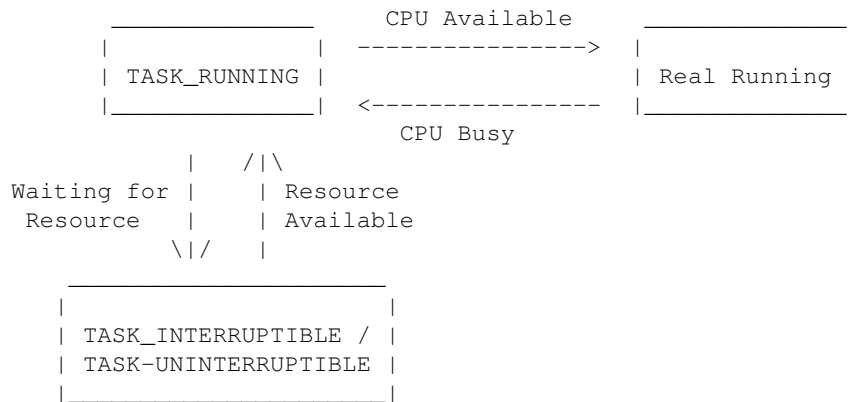 CPU Available
TASK_RUNNING
Real Running
CPU Busy
Waiting for Resource
Resource Available
TASK_INTERRUPTIBLE /
TASK-UNINTERRUPTIBLE